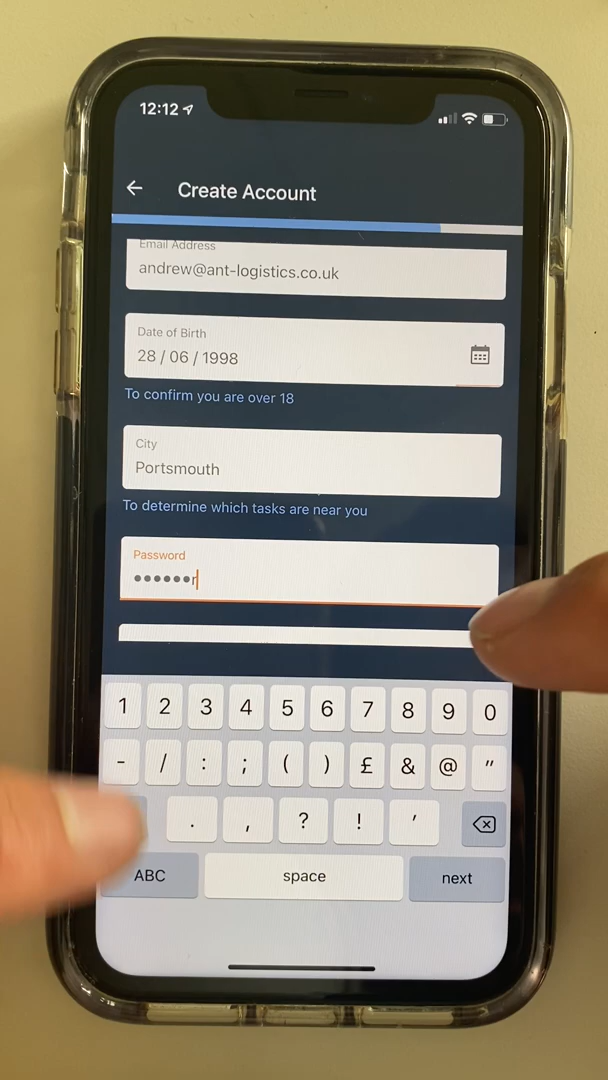 12:12
Create Account
Email Address
andrew@ant-logistics.co.uk
Date of Birth
28 / 06 / 1998
To confirm you are over 18
City
Portsmouth
To determine which tasks are near you
Password
••••••r
1 2 3 4 5 6 7 8 9 0
- / : ; ( ) £ & @ "
. , ? ! '
ABC space next